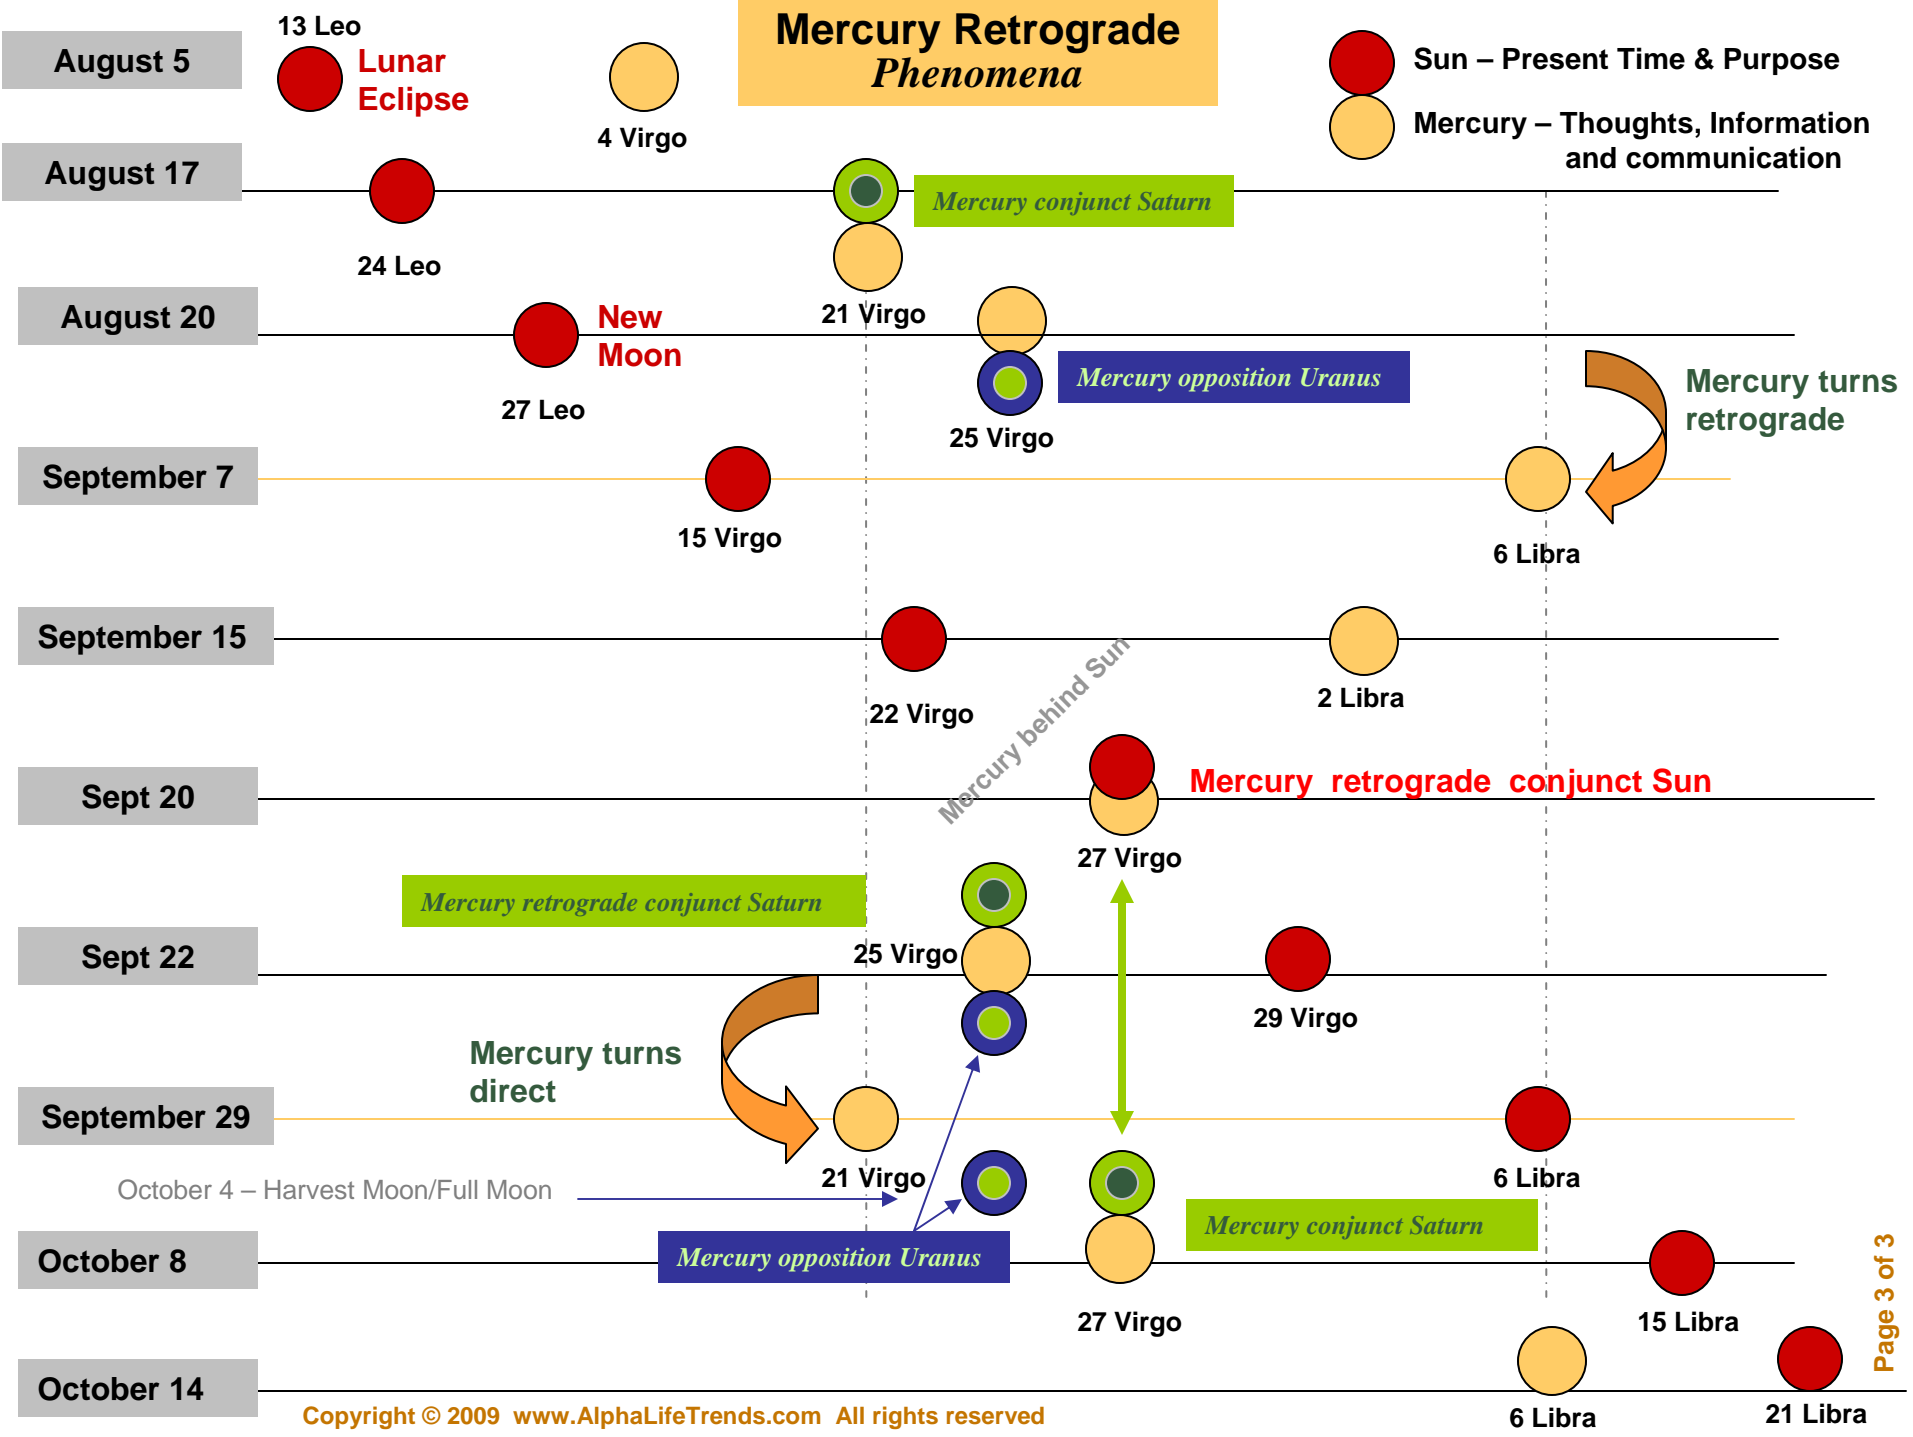 13 Leo
Mercury Retrograde
Phenomena
August 5
Lunar
Eclipse
4 Virgo
Sun – Present Time & Purpose
Mercury – Thoughts, Information
and communication
August 17
24 Leo
Mercury conjunct Saturn
21 Virgo
August 20
New
Moon
27 Leo
Mercury opposition Uranus
25 Virgo
Mercury turns
retrograde
September 7
15 Virgo
6 Libra
September 15
22 Virgo
2 Libra
Mercury behind Sun
Sept 20
Mercury retrograde conjunct Sun
27 Virgo
Mercury retrograde conjunct Saturn
Sept 22
25 Virgo
29 Virgo
Mercury turns
direct
September 29
21 Virgo
6 Libra
October 4 – Harvest Moon/Full Moon
Mercury opposition Uranus
Mercury conjunct Saturn
October 8
27 Virgo
15 Libra
Page 3 of 3
October 14
6 Libra
21 Libra
Copyright © 2009 www.AlphaLifeTrends.com All rights reserved